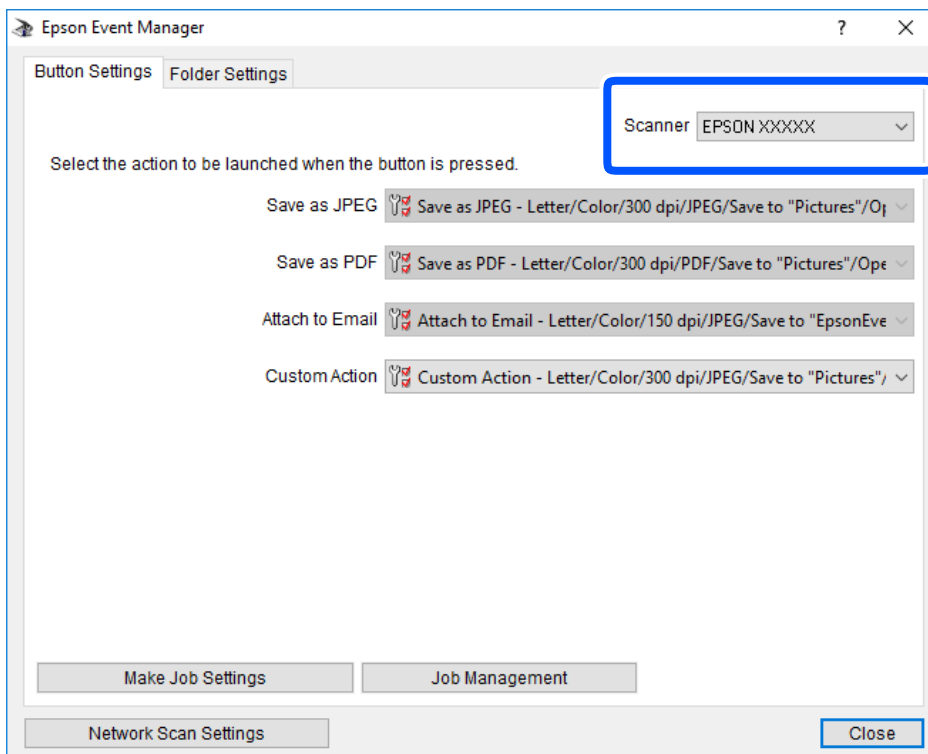 Epson Event Manager
Button Settings Folder Settings
Scanner EPSON XXXXX
Select the action to be launched when the button is pressed.
Save as JPEG Save as JPEG - Letter/Color/300 dpi/JPEG/Save to "Pictures"/Op
Save as PDF Save as PDF - Letter/Color/300 dpi/PDF/Save to "Pictures"/Ope
Attach to Email Attach to Email - Letter/Color/150 dpi/JPEG/Save to "EpsonEve
Custom Action Custom Action - Letter/Color/300 dpi/JPEG/Save to "Pictures"/
Make Job Settings Job Management
Network Scan Settings Close